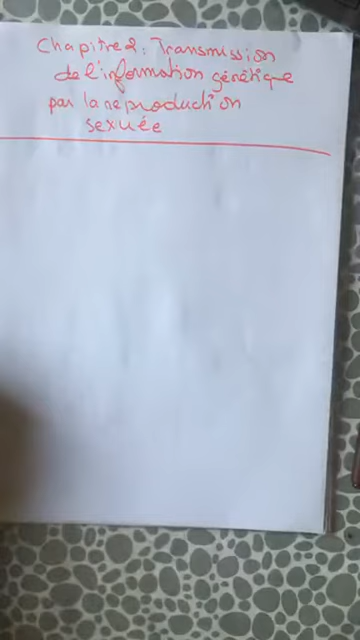 Chapitre 2: Transmission
de l'information génétique
par la reproduction
sexuée